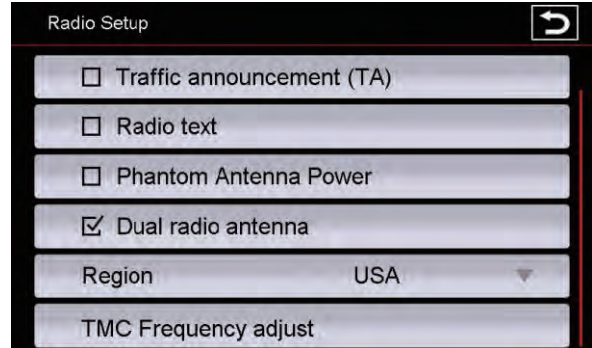 Radio Setup
Traffic announcement (TA)
Radio text
Phantom Antenna Power
Dual radio antenna
Region USA
TMC Frequency adjust